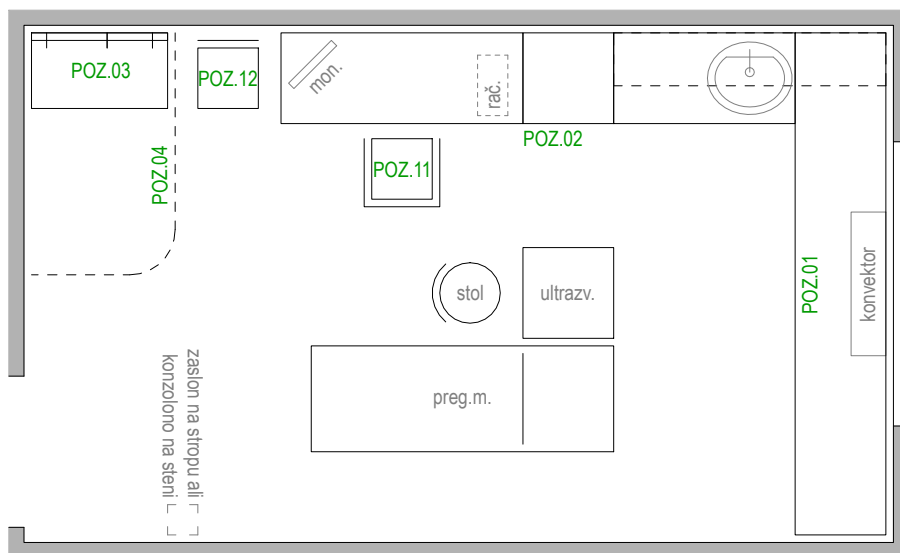 POZ.03
POZ.12
mon.
rač.
POZ.02
POZ.04
POZ.11
POZ.01
konvektor
stol
ultrazv.
preg.m.
zaslon na stropu ali
konzolono na steni